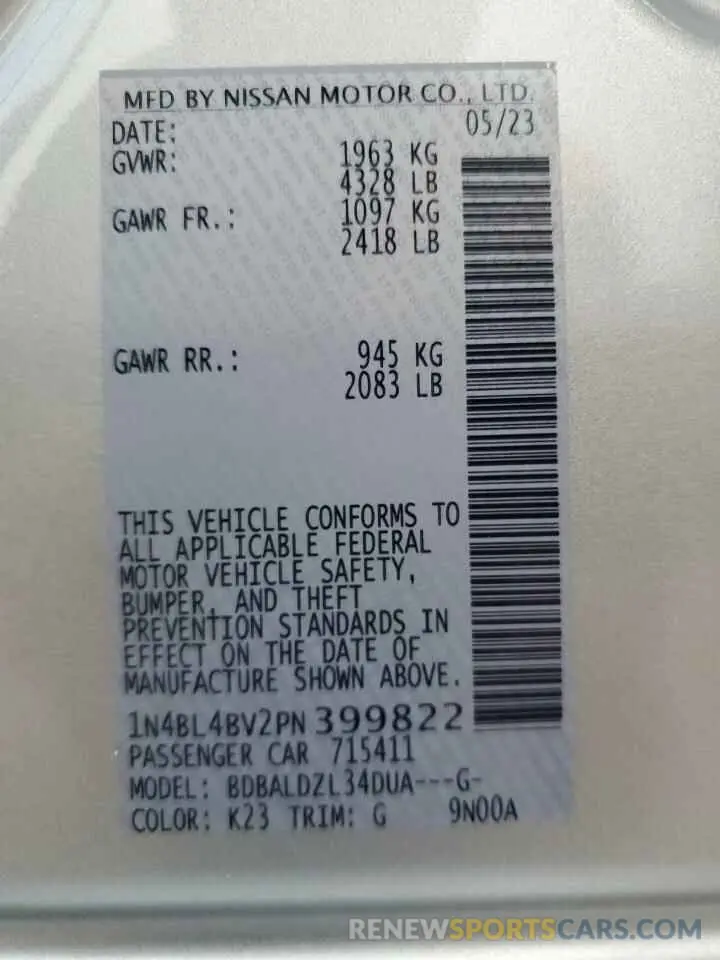 MFD BY NISSAN MOTOR CO., LTD.
DATE: 05/23
GVWR: 1963 KG
4328 LB
GAWR FR.: 1097 KG
2418 LB
GAWR RR.: 945 KG
2083 LB
THIS VEHICLE CONFORMS TO
ALL APPLICABLE FEDERAL
MOTOR VEHICLE SAFETY,
BUMPER, AND THEFT
PREVENTION STANDARDS IN
EFFECT ON THE DATE OF
MANUFACTURE SHOWN ABOVE.
1N4BL4BV2PN 399822
PASSENGER CAR 715411
MODEL: BDBALDZL34DUA---G-
COLOR: K23 TRIM: G 9N00A
RENEWSPORTSCARS.COM